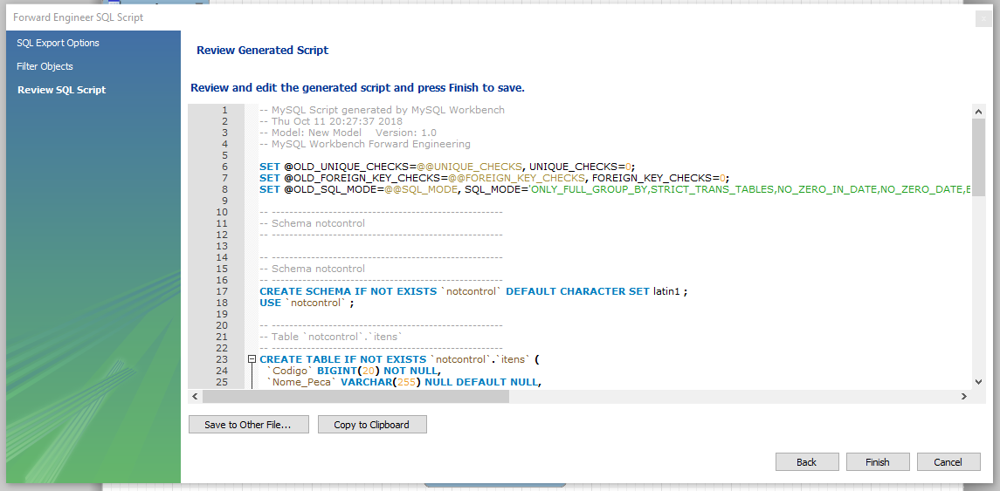 Forward Engineer SQL Script
x
SQL Export Options
Filter Objects
Review SQL Script
Review Generated Script
Review and edit the generated script and press Finish to save.
1 -- MySQL Script generated by MySQL Workbench
2 -- Thu Oct 11 20:27:37 2018
3 -- Model: New Model    Version: 1.0
4 -- MySQL Workbench Forward Engineering
5
6 SET @OLD_UNIQUE_CHECKS=@@UNIQUE_CHECKS, UNIQUE_CHECKS=0;
7 SET @OLD_FOREIGN_KEY_CHECKS=@@FOREIGN_KEY_CHECKS, FOREIGN_KEY_CHECKS=0;
8 SET @OLD_SQL_MODE=@@SQL_MODE, SQL_MODE='ONLY_FULL_GROUP_BY,STRICT_TRANS_TABLES,NO_ZERO_IN_DATE,NO_ZERO_DATE,E
9
10 -- -----------------------------------------------------
11 -- Schema notcontrol
12 -- -----------------------------------------------------
13
14 -- -----------------------------------------------------
15 -- Schema notcontrol
16 -- -----------------------------------------------------
17 CREATE SCHEMA IF NOT EXISTS `notcontrol` DEFAULT CHARACTER SET latin1 ;
18 USE `notcontrol` ;
19
20 -- -----------------------------------------------------
21 -- Table `notcontrol`.`itens`
22 -- -----------------------------------------------------
23 CREATE TABLE IF NOT EXISTS `notcontrol`.`itens` (
24   `Codigo` BIGINT(20) NOT NULL,
25   `Nome_Peca` VARCHAR(255) NULL DEFAULT NULL,
Save to Other File...
Copy to Clipboard
Back
Finish
Cancel